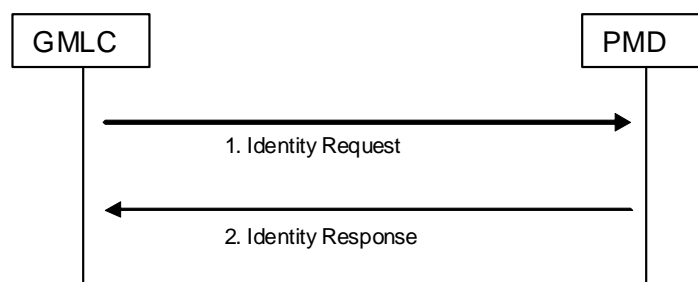 GMLC
PMD
1. Identity Request
2. Identity Response